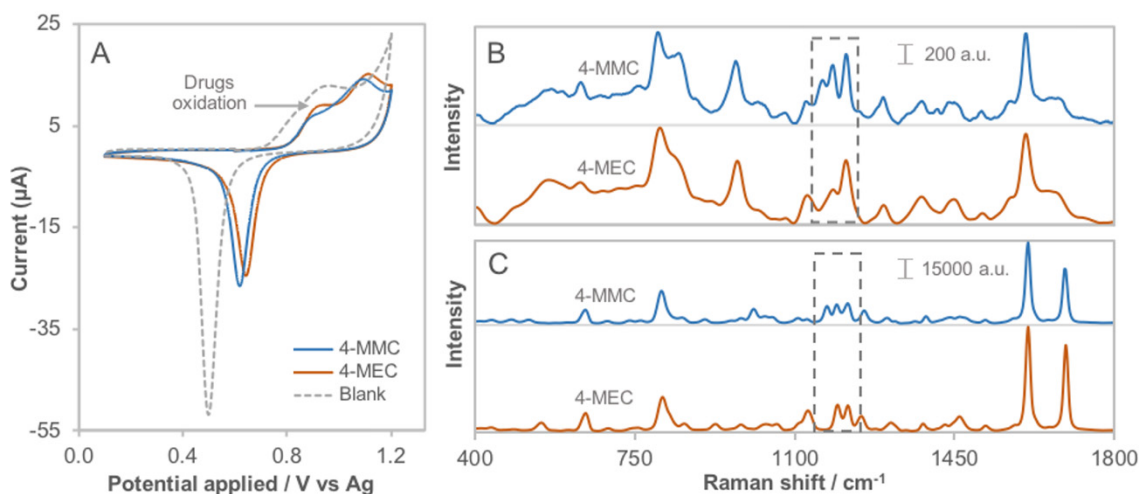 A
25
5
-15
-35
-55
Current (µA)
Drugs
oxidation
4-MMC
4-MEC
Blank
0.0
0.4
0.8
1.2
Potential applied / V vs Ag
B
4-MMC
200 a.u.
4-MEC
Intensity
C
4-MMC
15000 a.u.
4-MEC
Intensity
400
750
1100
1450
1800
Raman shift / cm⁻¹